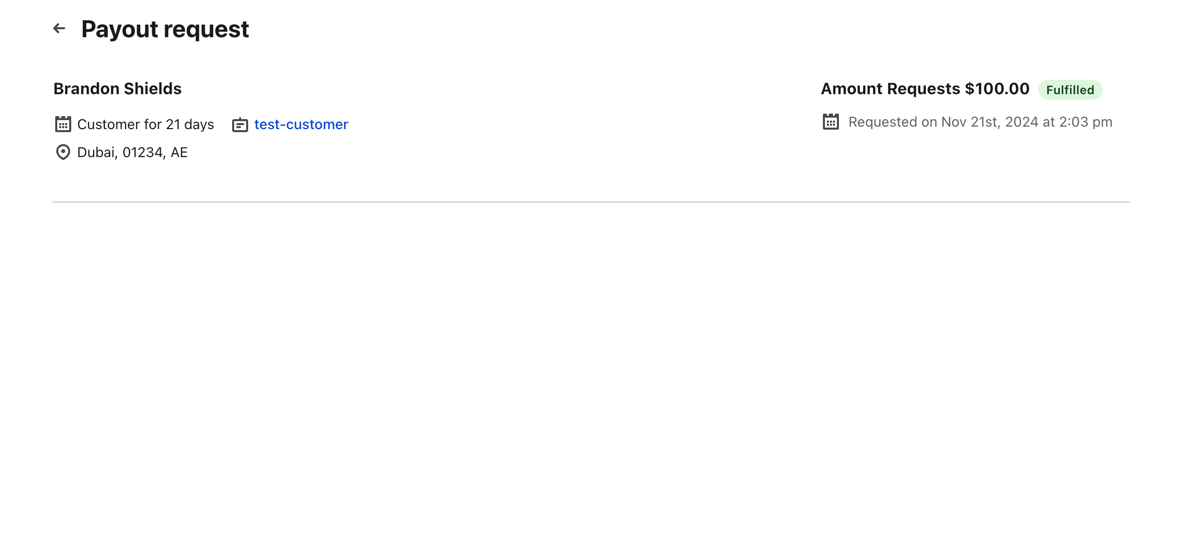 Payout request
Brandon Shields
Customer for 21 days test-customer
Dubai, 01234, AE
Amount Requests $100.00 Fulfilled
Requested on Nov 21st, 2024 at 2:03 pm